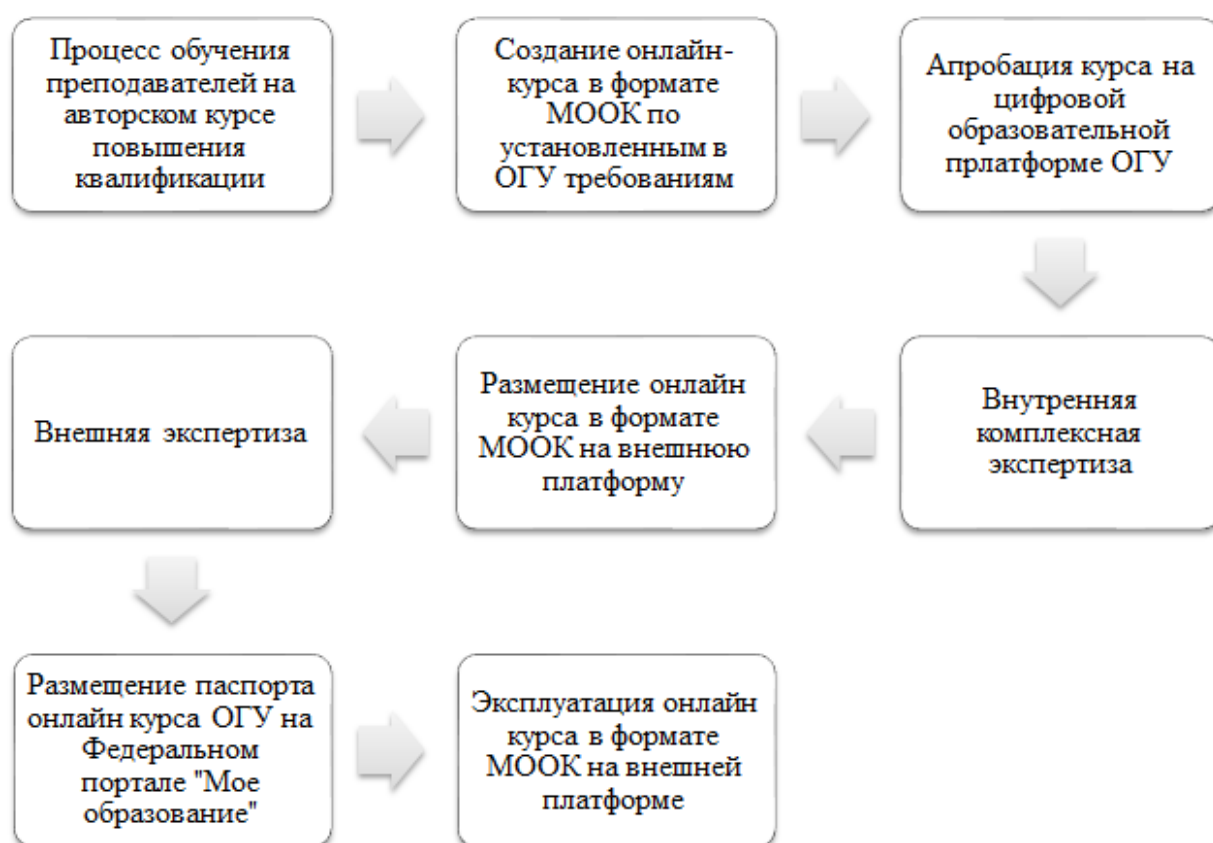 Процесс обучения
преподавателей на
авторском курсе
повышения
квалификации
Создание онлайн-
курса в формате
МООК по
установленным в
ОГУ требованиям
Апробация курса на
цифровой
образовательной
прлатформе ОГУ
Внутренняя
комплексная
экспертиза
Размещение онлайн
курса в формате
МООК на внешнюю
платформу
Внешняя экспертиза
Размещение паспорта
онлайн курса ОГУ на
Федеральном
портале "Мое
образование"
Эксплуатация онлайн
курса в формате
МООК на внешней
платформе